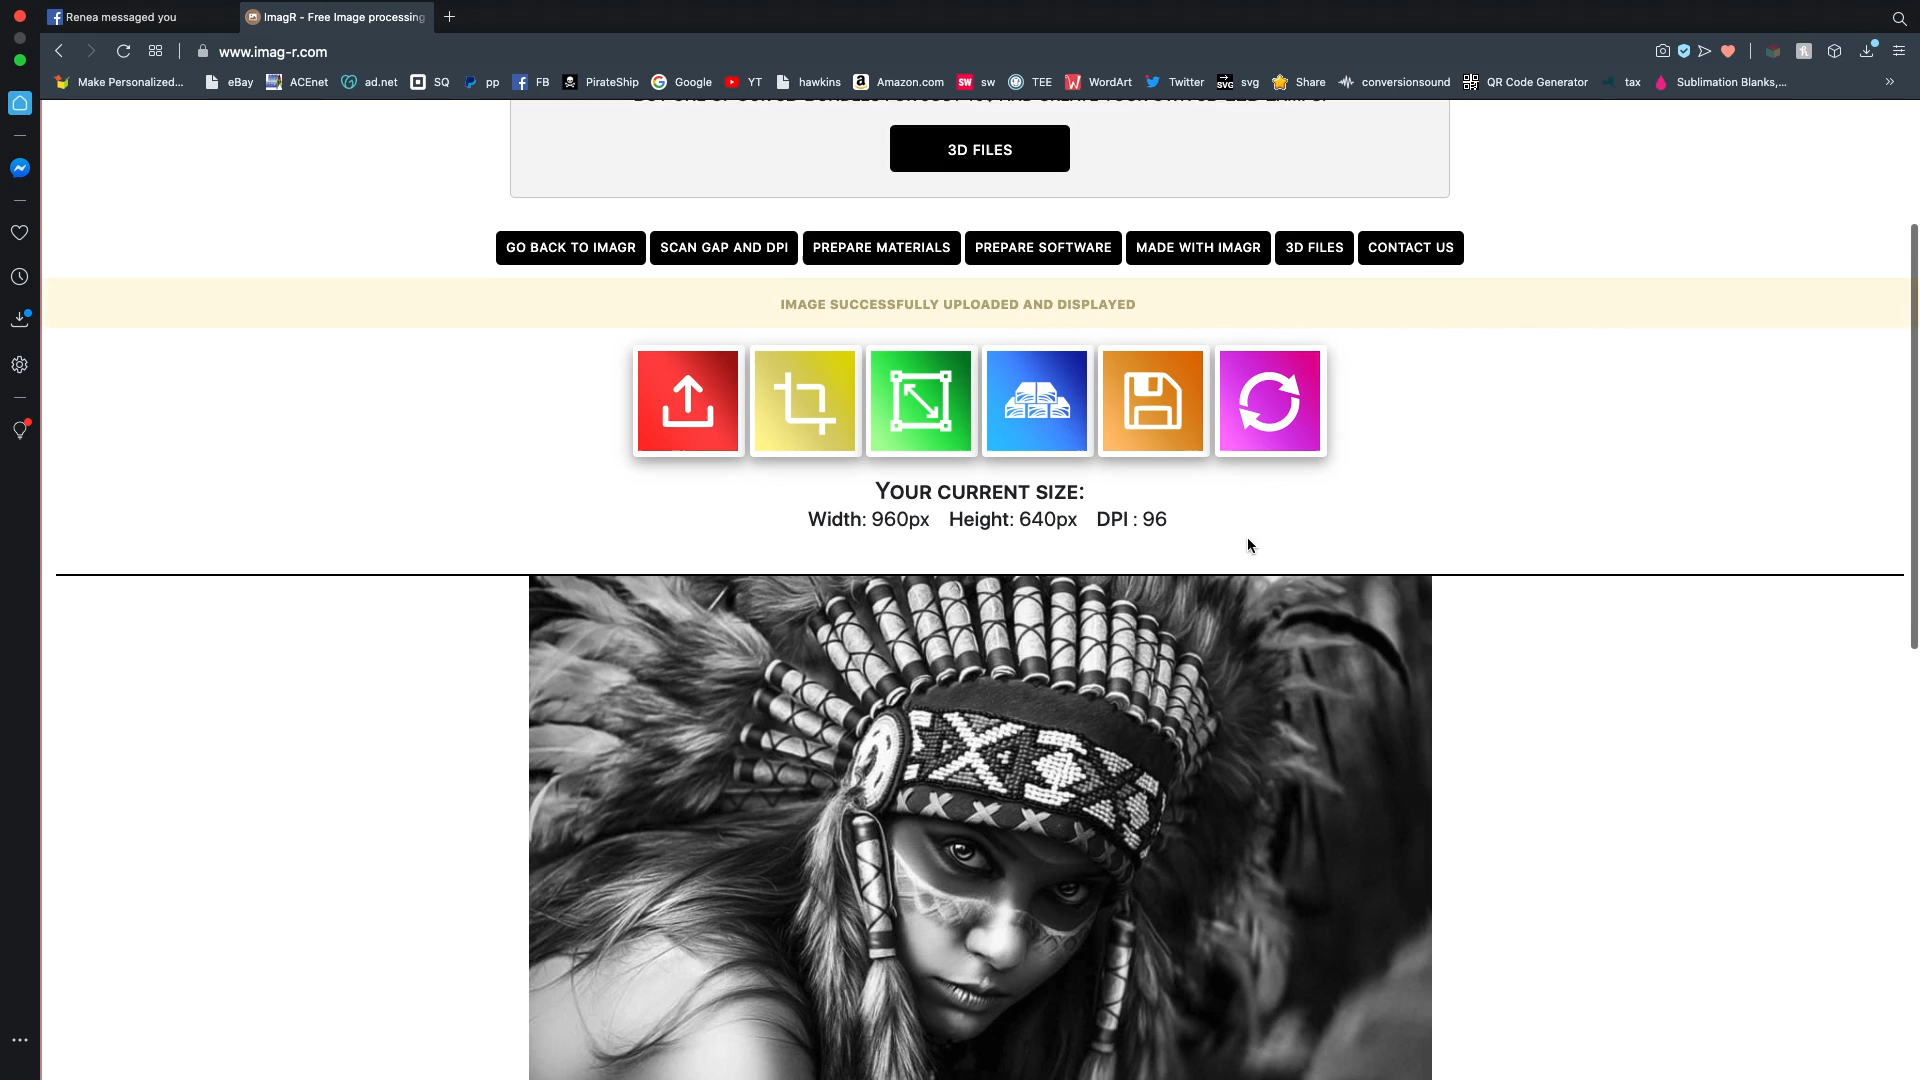 Renea messaged you
ImagR - Free Image processing
www.imag-r.com
Make Personalized...
eBay
ACEnet
ad.net
SQ
pp
FB
PirateShip
Google
YT
hawkins
Amazon.com
sw
TEE
WordArt
Twitter
svg
Share
conversionsound
QR Code Generator
tax
Sublimation Blanks,...
3D FILES
GO BACK TO IMAGR
SCAN GAP AND DPI
PREPARE MATERIALS
PREPARE SOFTWARE
MADE WITH IMAGR
3D FILES
CONTACT US
IMAGE SUCCESSFULLY UPLOADED AND DISPLAYED
YOUR CURRENT SIZE:
Width: 960px Height: 640px DPI : 96